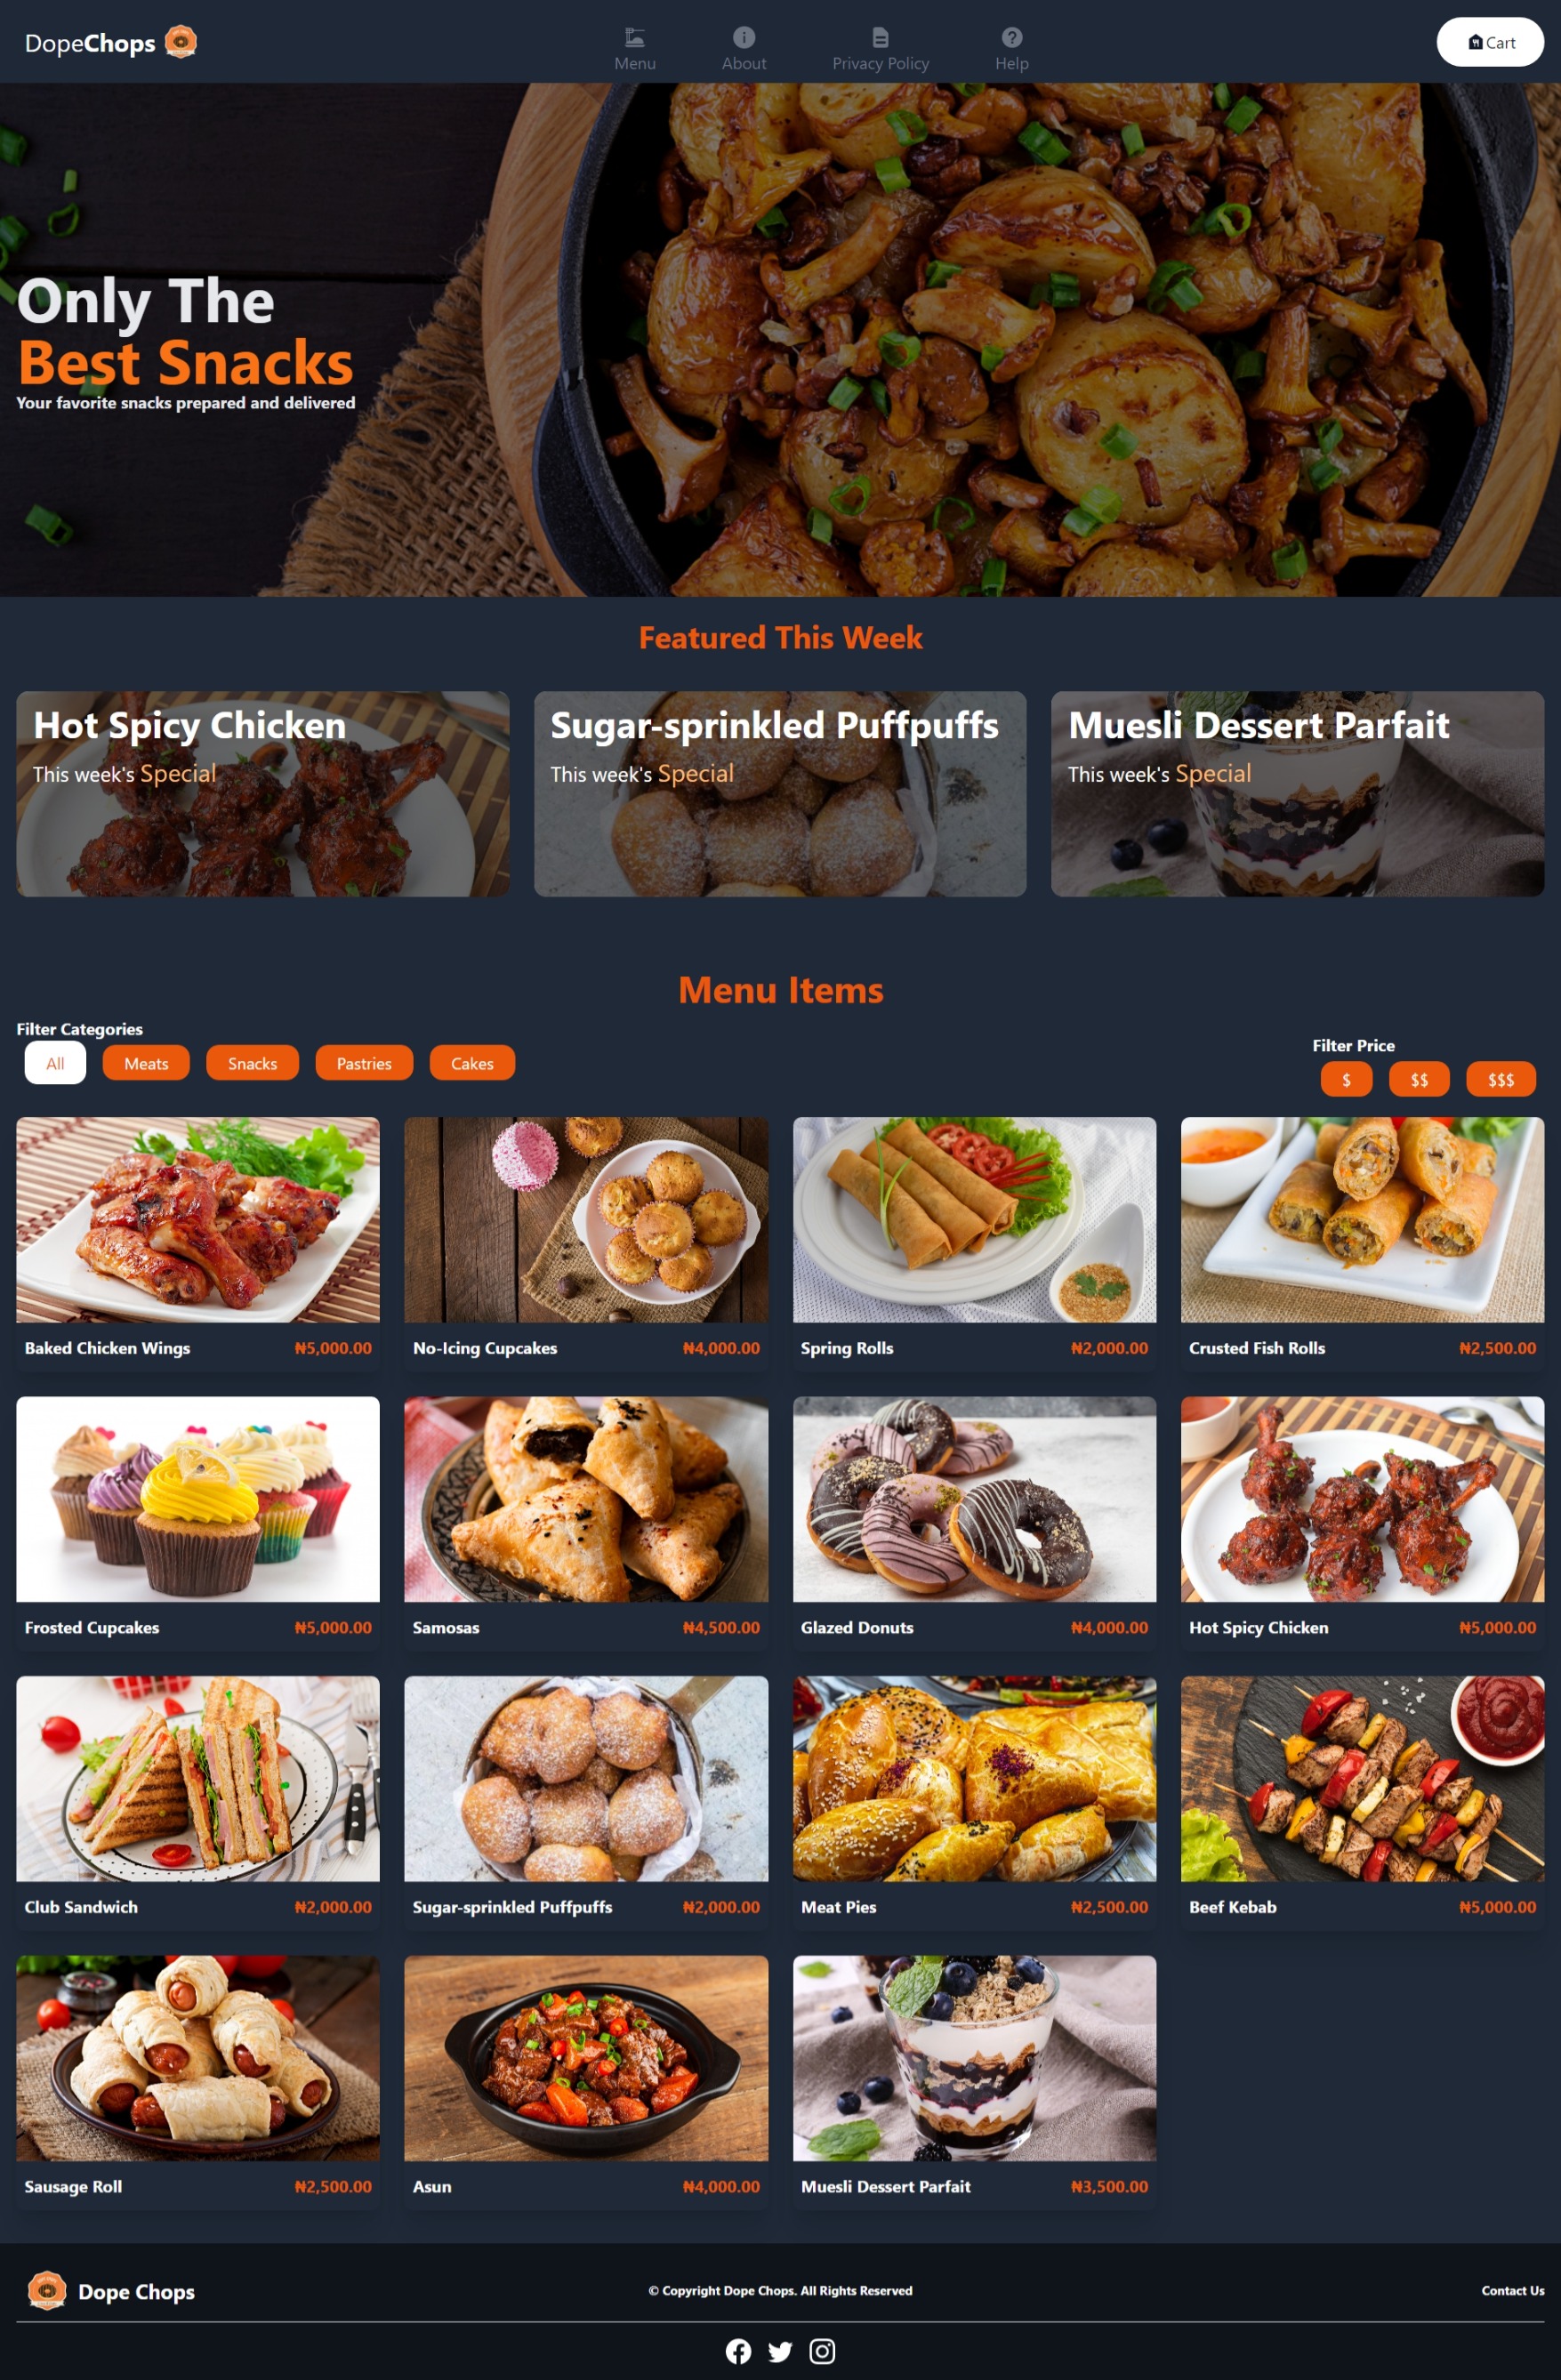 DopeChops
Menu
About
Privacy Policy
Help
Cart
Only The
Best Snacks
Your favorite snacks prepared and delivered
Featured This Week
Hot Spicy Chicken
This week's Special
Sugar-sprinkled Puffpuffs
This week's Special
Muesli Dessert Parfait
This week's Special
Menu Items
Filter Categories
All
Meats
Snacks
Pastries
Cakes
Filter Price
$
$$
$$$
Baked Chicken Wings
₦5,000.00
No-Icing Cupcakes
₦4,000.00
Spring Rolls
₦2,000.00
Crusted Fish Rolls
₦2,500.00
Frosted Cupcakes
₦5,000.00
Samosas
₦4,500.00
Glazed Donuts
₦4,000.00
Hot Spicy Chicken
₦5,000.00
Club Sandwich
₦2,000.00
Sugar-sprinkled Puffpuffs
₦2,000.00
Meat Pies
₦2,500.00
Beef Kebab
₦5,000.00
Sausage Roll
₦2,500.00
Asun
₦4,000.00
Muesli Dessert Parfait
₦3,500.00
Dope Chops
© Copyright Dope Chops. All Rights Reserved
Contact Us